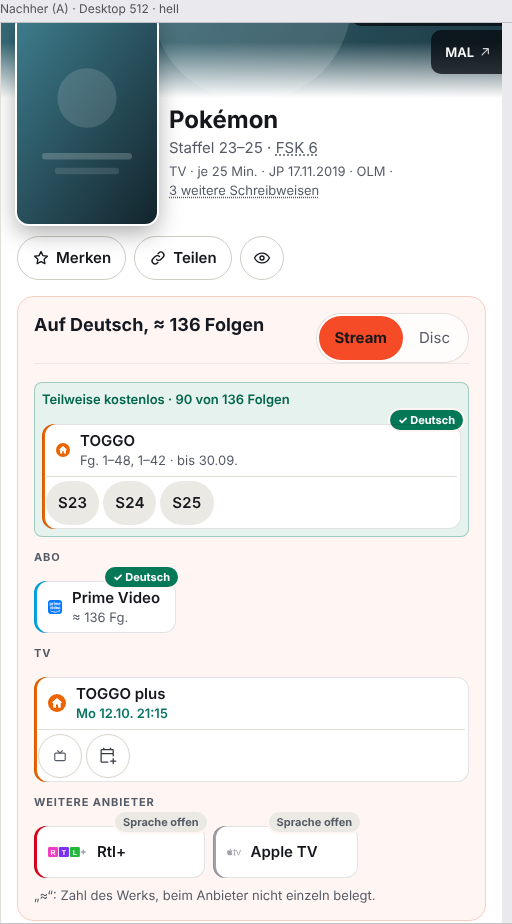 Nachher (A) · Desktop 512 · hell
MAL ↗
Pokémon
Staffel 23–25 · FSK 6
TV · je 25 Min. · JP 17.11.2019 · OLM ·
3 weitere Schreibweisen
Merken
Teilen
Auf Deutsch, ≈ 136 Folgen
Stream
Disc
Teilweise kostenlos · 90 von 136 Folgen
✓ Deutsch
TOGGO
Fg. 1–48, 1–42 · bis 30.09.
S23
S24
S25
ABO
✓ Deutsch
prime video
Prime Video
≈ 136 Fg.
TV
TOGGO plus
Mo 12.10. 21:15
WEITERE ANBIETER
Sprache offen
RTL+
Rtl+
Sprache offen
tv
Apple TV
„≈“: Zahl des Werks, beim Anbieter nicht einzeln belegt.